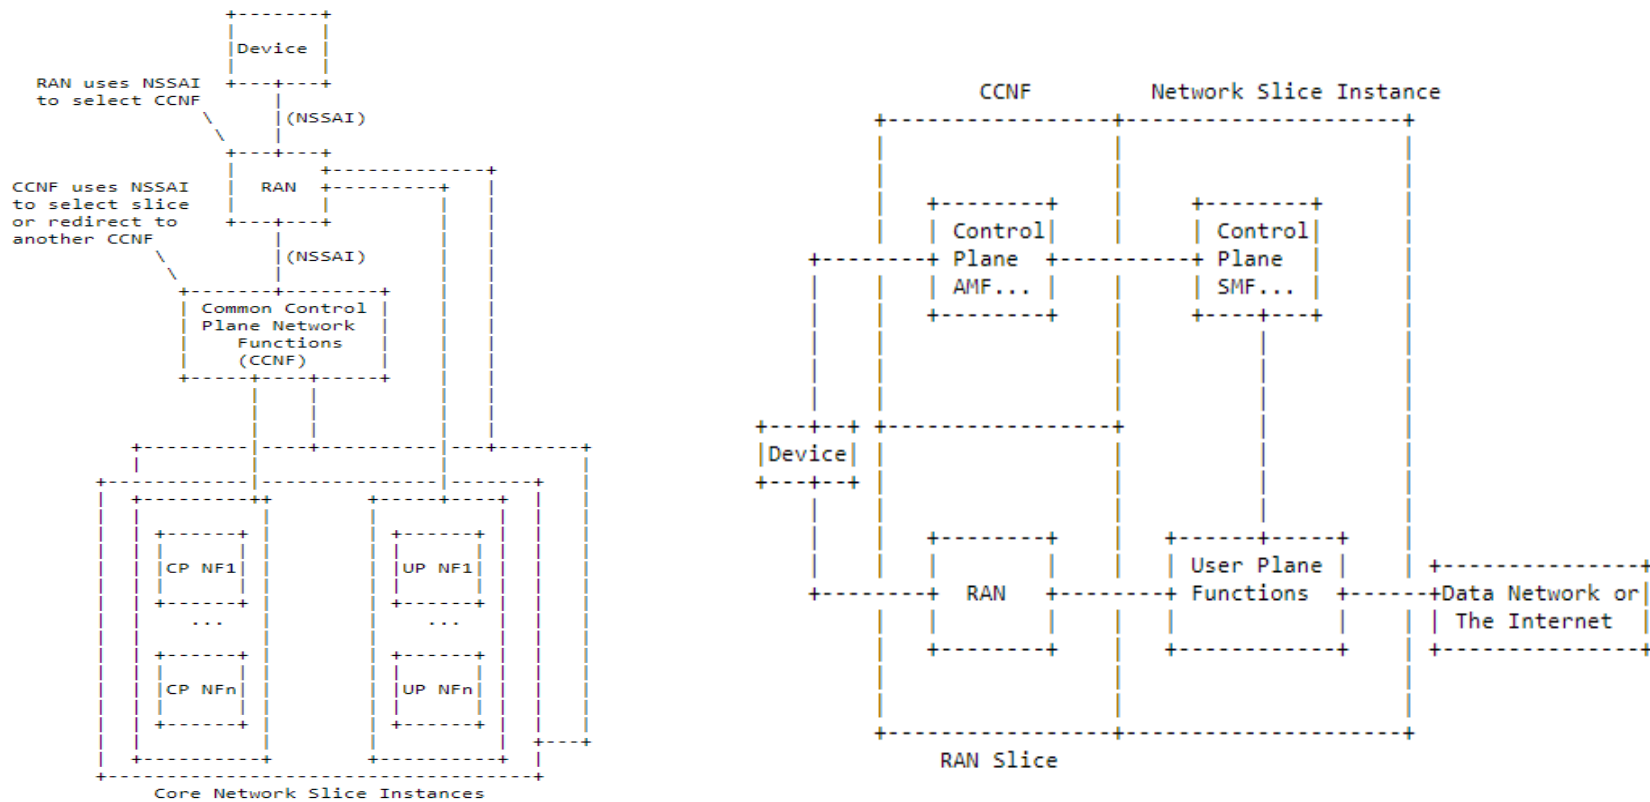 Device
RAN uses NSSAI
to select CCNF
(NSSAI)
RAN
CCNF uses NSSAI
to select slice
or redirect to
another CCNF
(NSSAI)
Common Control
Plane Network
Functions
(CCNF)
CP NF1
UP NF1
...
...
CP NFn
UP NFn
Core Network Slice Instances
CCNF
Network Slice Instance
Control
Plane
AMF...
Control
Plane
SMF...
Device
RAN
User Plane
Functions
Data Network or
The Internet
RAN Slice